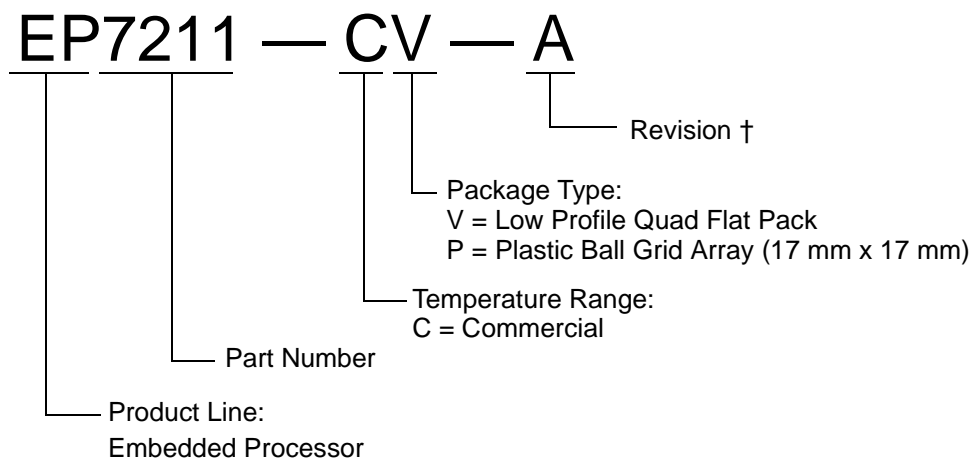 EP7211 — CV — A
Revision †
Package Type:
V = Low Profile Quad Flat Pack
P = Plastic Ball Grid Array (17 mm x 17 mm)
Temperature Range:
C = Commercial
Part Number
Product Line:
Embedded Processor